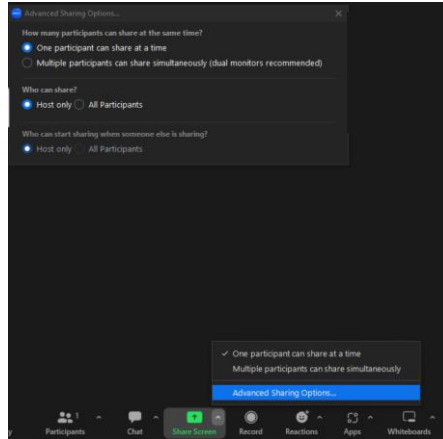 Advanced Sharing Options...
How many participants can share at the same time?
One participant can share at a time
Multiple participants can share simultaneously (dual monitors recommended)
Who can share?
Host only All Participants
Who can start sharing when someone else is sharing?
Host only All Participants
One participant can share at a time
Multiple participants can share simultaneously
Advanced Sharing Options...
1
y Participants Chat Share Screen Record Reactions Apps Whiteboards